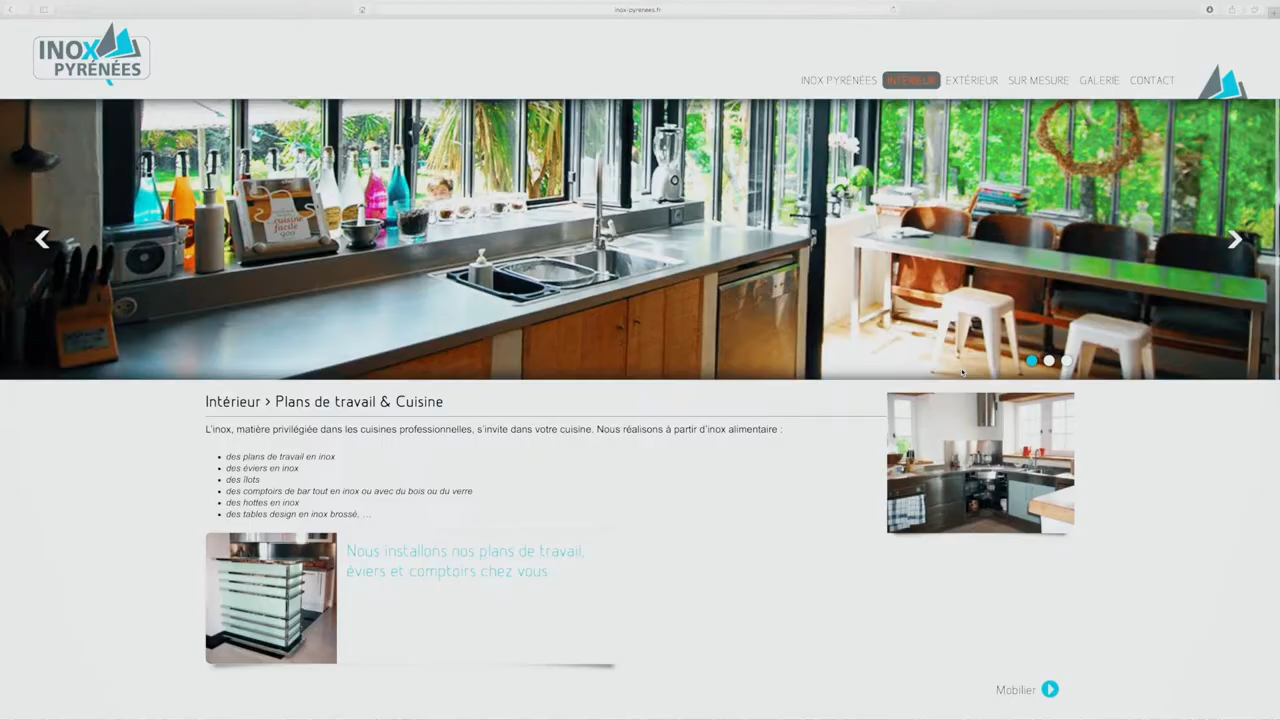 inox-pyrenees.fr
INOX
PYRÉNÉES
INOX PYRÉNÉES INTÉRIEUR EXTÉRIEUR SUR MESURE GALERIE CONTACT
cuisine
facile
Intérieur > Plans de travail & Cuisine
L'inox, matière privilégiée dans les cuisines professionnelles, s'invite dans votre cuisine. Nous réalisons à partir d'inox alimentaire :
des plans de travail en inox
des éviers en inox
des îlots
des comptoirs de bar tout en inox ou avec du bois ou du verre
des hottes en inox
des tables design en inox brossé, ...
Nous installons nos plans de travail,
éviers et comptoirs chez vous...
Mobilier